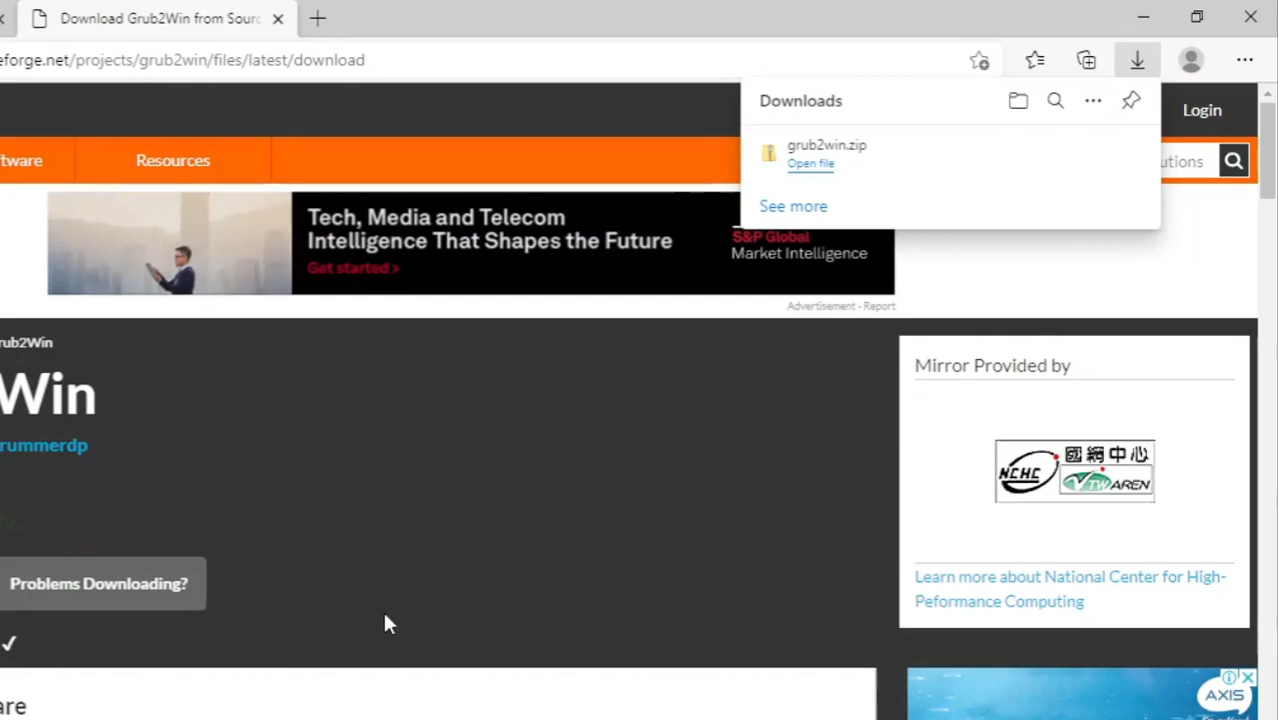 Download Grub2Win from Sourc
eforge.net/projects/grub2win/files/latest/download
Downloads
grub2win.zip
Open file
See more
Login
ftware
Resources
utions
Tech, Media and Telecom
Intelligence That Shapes the Future
Get started >
S&P Global
Market Intelligence
Advertisement - Report
rub2Win
Win
rummerdp
Problems Downloading?
Mirror Provided by
NCHC
國網中心
TWAREN
Learn more about National Center for High-
Peformance Computing
are
AXIS